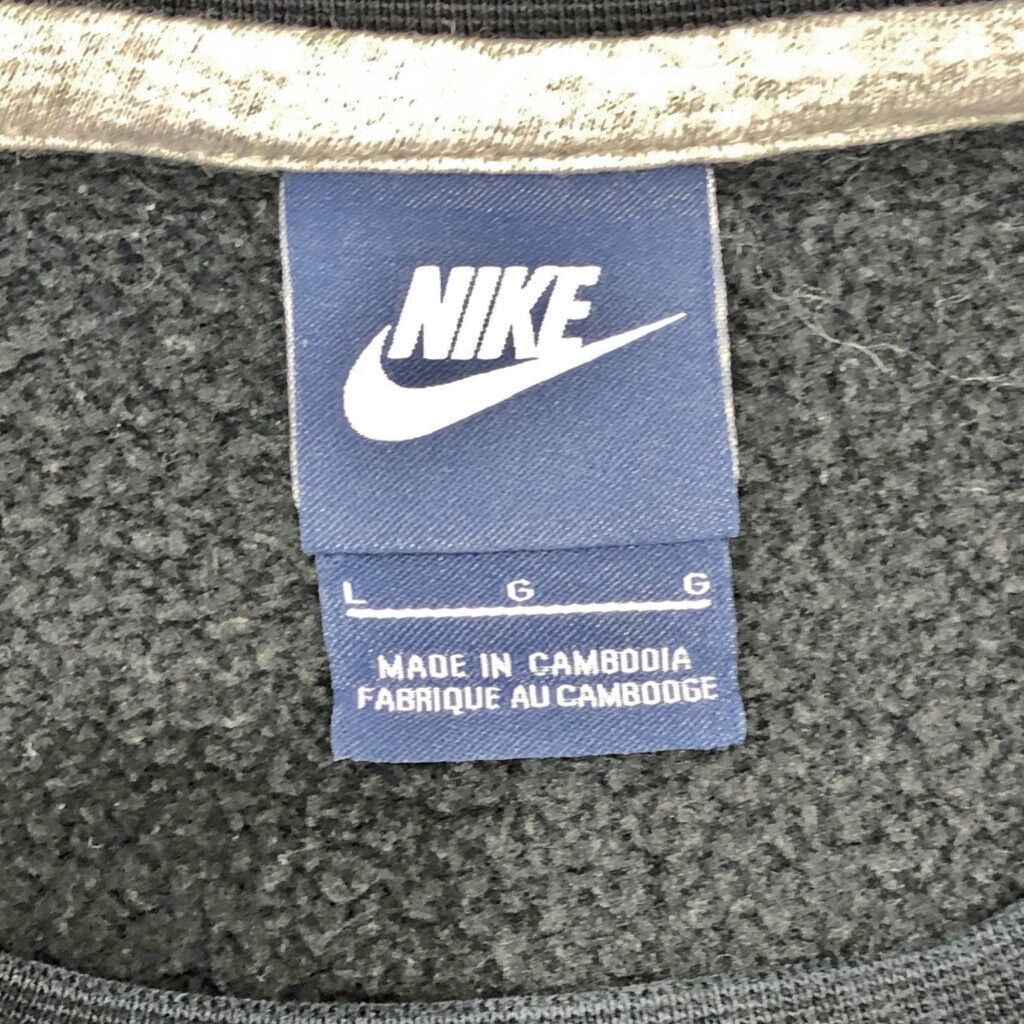 NIKE
L G G
MADE IN CAMBODIA
FABRIQUE AU CAMBODGE